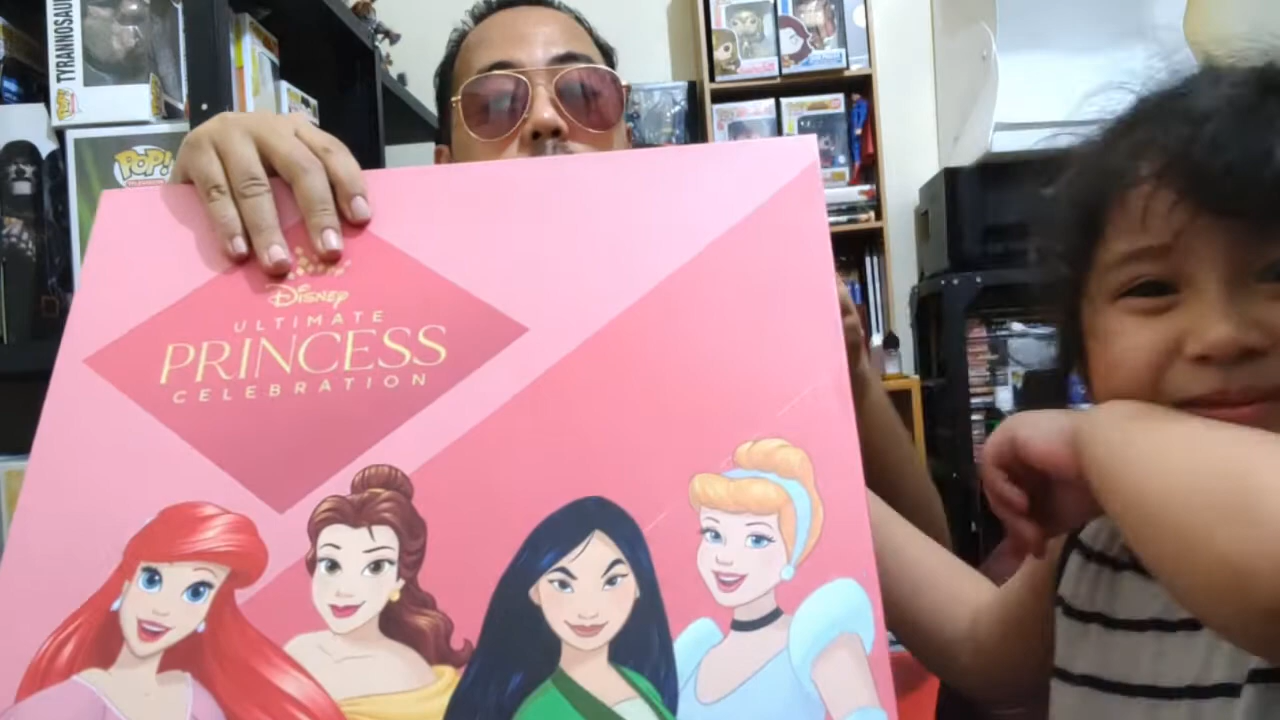 TYRANNOSAU
POP!
Disney
ULTIMATE
PRINCESS
CELEBRATION